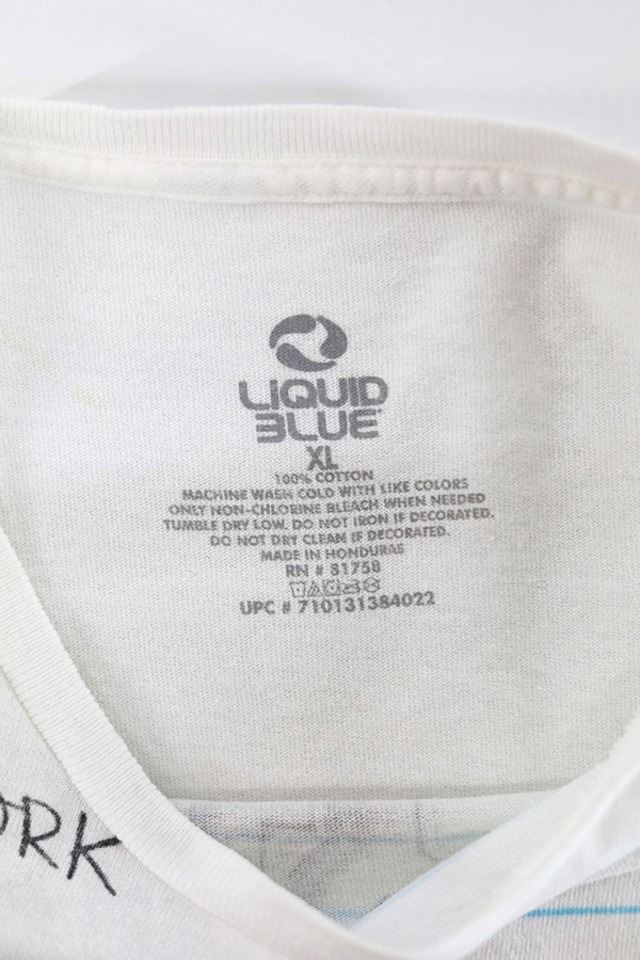 LIQUID
BLUE
XL
100% COTTON
MACHINE WASH COLD WITH LIKE COLORS
ONLY NON-CHLORINE BLEACH WHEN NEEDED
TUMBLE DRY LOW. DO NOT IRON IF DECORATED.
DO NOT DRY CLEAN IF DECORATED.
MADE IN HONDURAS
RN # 81758
UPC # 710131384022
ORK